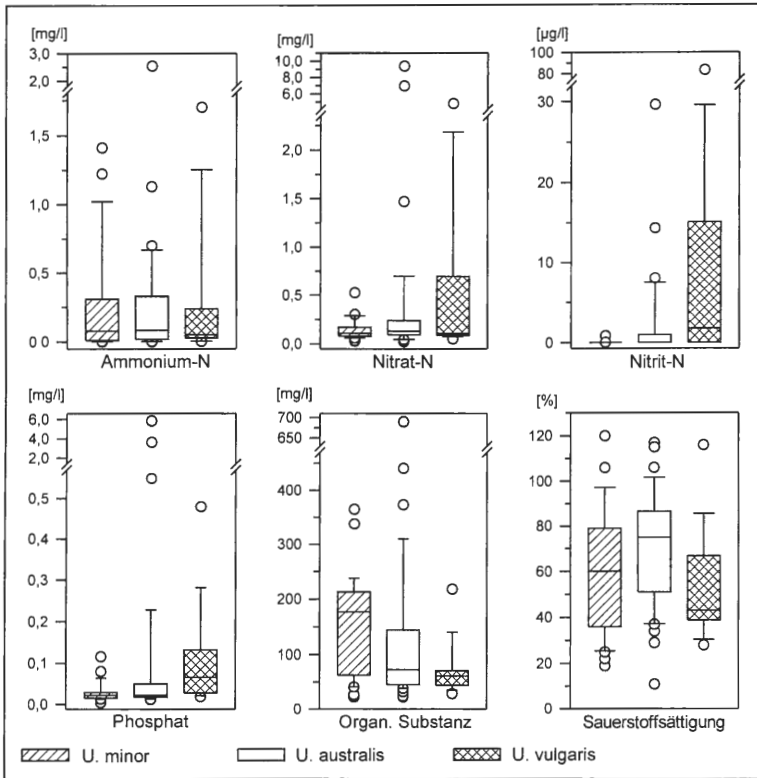 [mg/l] [mg/l] [µg/l]
3,0 10,0 100
2,0 8,0 80
6,0
1,5 2,0 30
1,5 20
1,0
1,0
0,5 10
0,5
0,0 0,0 0
Ammonium-N Nitrat-N Nitrit-N
[mg/l] [mg/l] [%]
6,0 700 120
4,0 650
2,0 100
0,5 400 80
0,4 300
0,3 60
0,2 200 40
0,1 100 20
0,0 0 0
Phosphat Organ. Substanz Sauerstoffsättigung
U. minor U. australis U. vulgaris